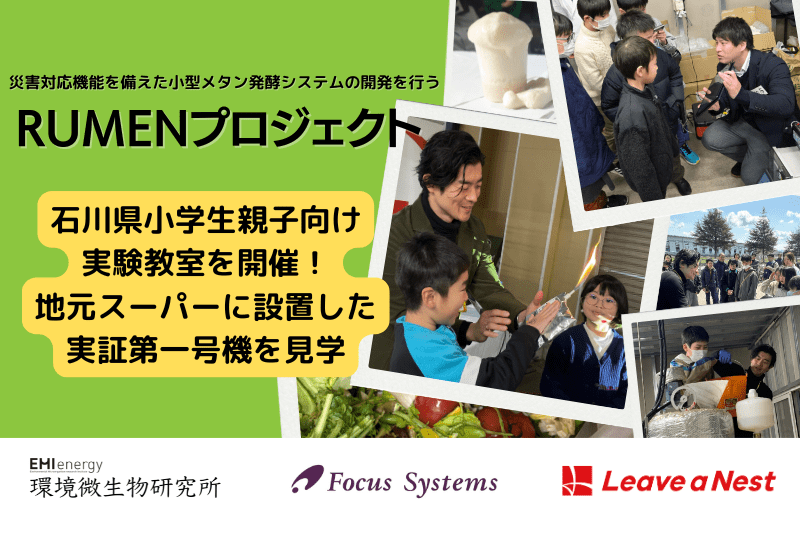 災害対応機能を備えた小型メタン発酵システムの開発を行う
RUMENプロジェクト
石川県小学生親子向け
実験教室を開催！
地元スーパーに設置した
実証第一号機を見学
EMIenergy
環境微生物研究所
Focus Systems
Leave a Nest